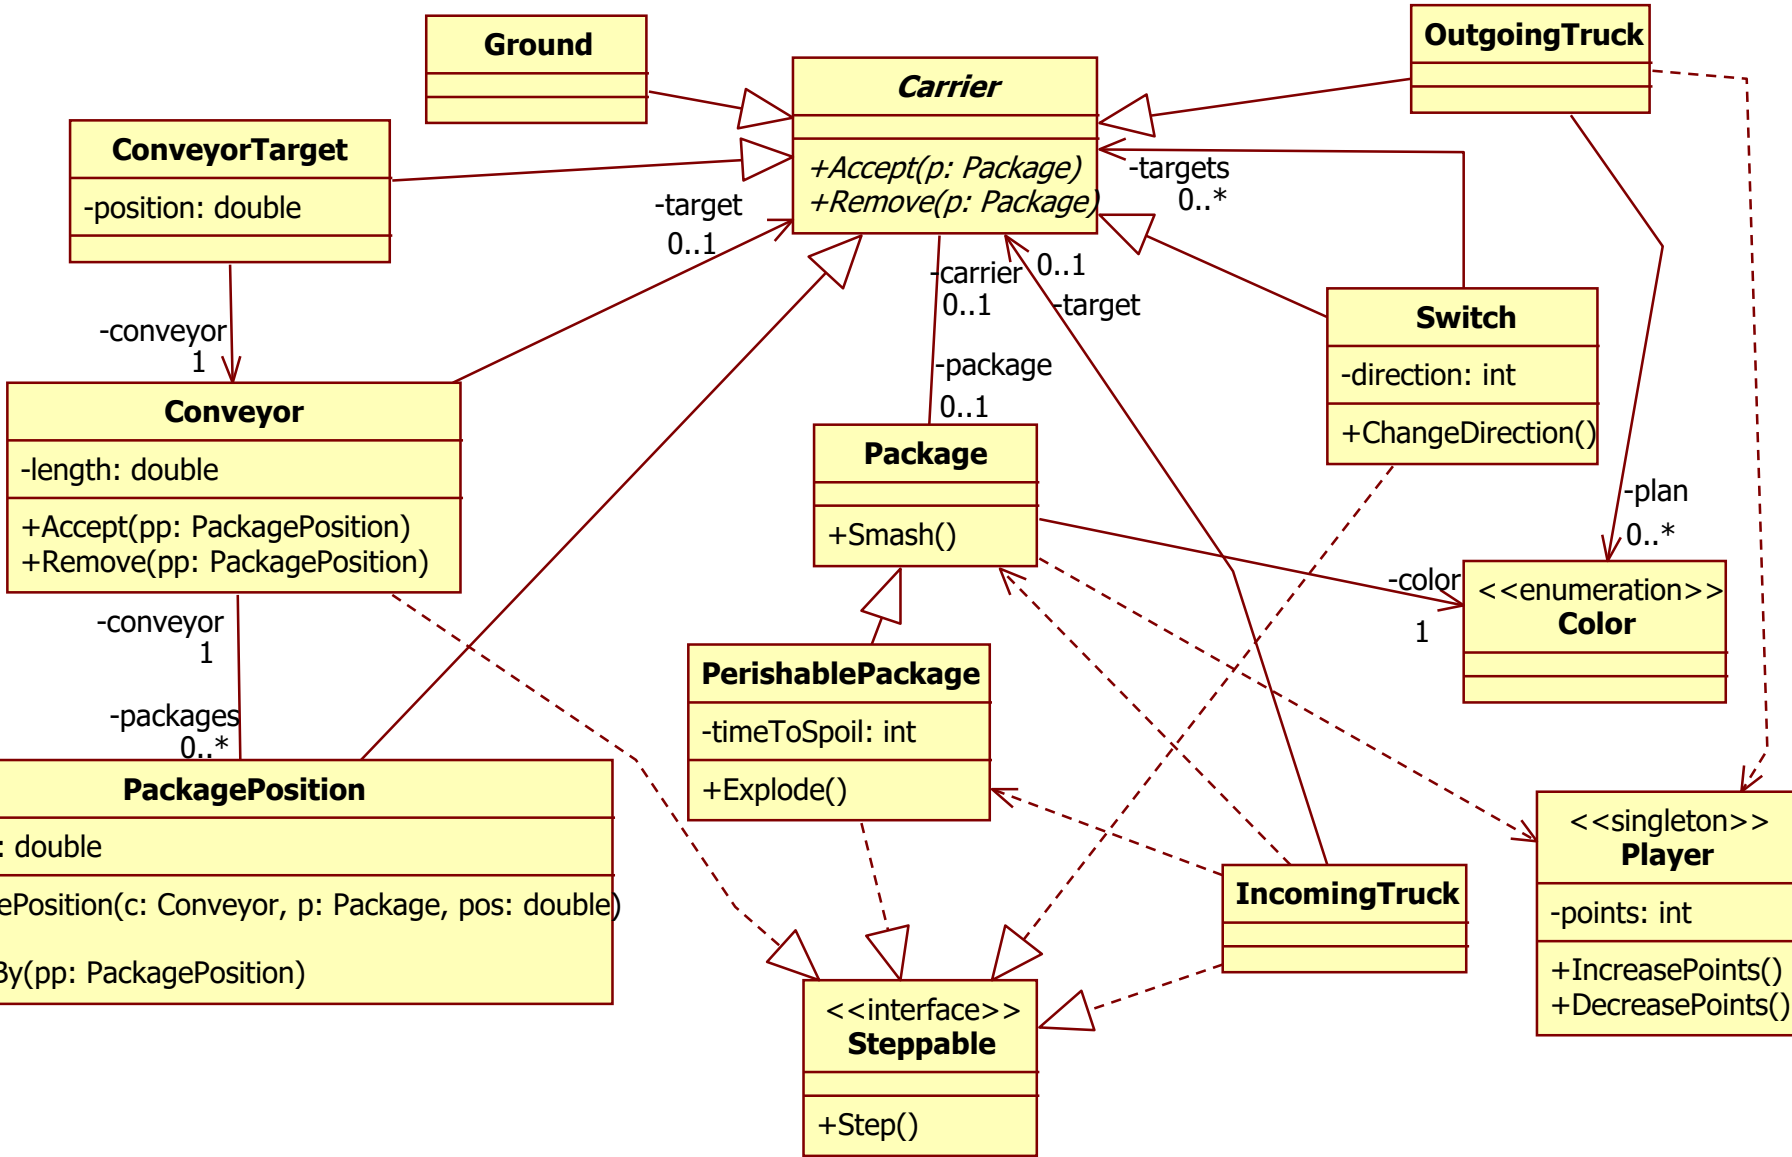 Ground
OutgoingTruck
Carrier
+Accept(p: Package)
+Remove(p: Package)
ConveyorTarget
-position: double
-target
0..1
-targets
0..*
-carrier
0..1
0..1
-target
Switch
-direction: int
+ChangeDirection()
-conveyor
1
Conveyor
-length: double
+Accept(pp: PackagePosition)
+Remove(pp: PackagePosition)
-package
0..1
Package
+Smash()
-plan
0..*
-color
1
<<enumeration>>
Color
-conveyor
1
-packages
0..*
PerishablePackage
-timeToSpoil: int
+Explode()
PackagePosition
: double
ePosition(c: Conveyor, p: Package, pos: double)
By(pp: PackagePosition)
IncomingTruck
<<singleton>>
Player
-points: int
+IncreasePoints()
+DecreasePoints()
<<interface>>
Steppable
+Step()